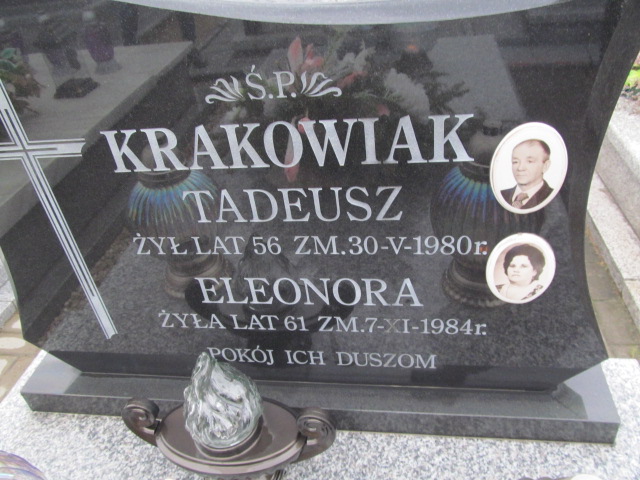 Ś.P.
KRAKOWIAK
TADEUSZ
ŻYŁ LAT 56 ZM.30-V-1980r.
ELEONORA
ŻYŁA LAT 61 ZM.7-XI-1984r.
POKÓJ ICH DUSZOM